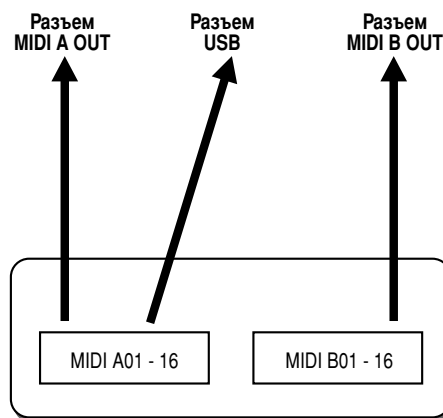 Разъем
MIDI A OUT
Разъем
USB
Разъем
MIDI B OUT
MIDI A01 - 16
MIDI B01 - 16